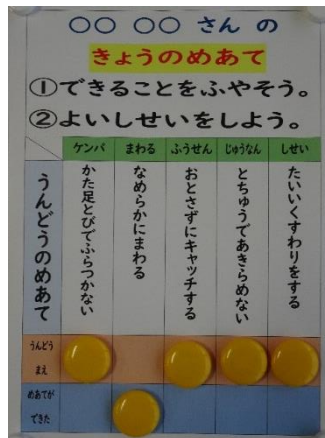 ○○ ○○ さん の
きょうのめあて
①できることをふやそう。
②よいしせいをしよう。
ケンパ まわる ふうせん じゅうなん しせい
うんどうのめあて
かた足とびでふらつかない
なめらかにまわる
おとさずにキャッチする
とちゅうであきらめない
たいいくすわりをする
うんどう
まえ
めあてが
できた